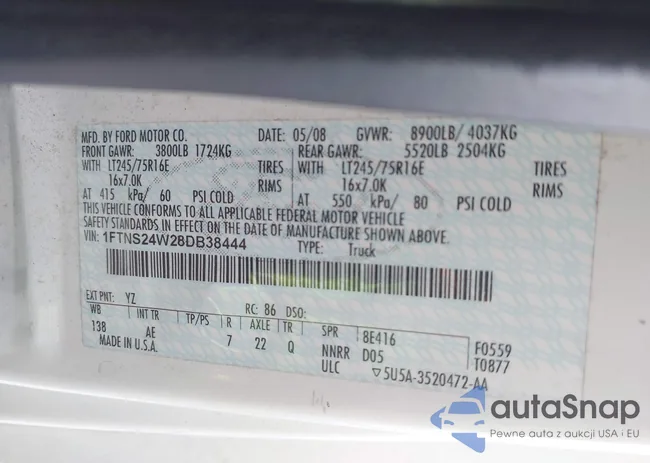 MFD. BY FORD MOTOR CO. DATE: 05/08 GVWR: 8900LB/ 4037KG
FRONT GAWR: 3800LB 1724KG REAR GAWR: 5520LB 2504KG
WITH LT245/75R16E TIRES WITH LT245/75R16E TIRES
16x7.0K RIMS 16x7.0K RIMS
AT 415 kPa/ 60 PSI COLD AT 550 kPa/ 80 PSI COLD
THIS VEHICLE CONFORMS TO ALL APPLICABLE FEDERAL MOTOR VEHICLE
SAFETY STANDARDS IN EFFECT ON THE DATE OF MANUFACTURE SHOWN ABOVE.
VIN: 1FTNS24W28DB38444 TYPE: Truck
EXT PNT: YZ RC: 86 DSO:
WB INT TR TP/PS R AXLE TR SPR 8E416 F0559
138 AE 7 22 Q NNRR D05 T0877
MADE IN U.S.A. ULC ▽5U5A-3520472-AA
autoSnap
Pewne auta z aukcji USA i EU